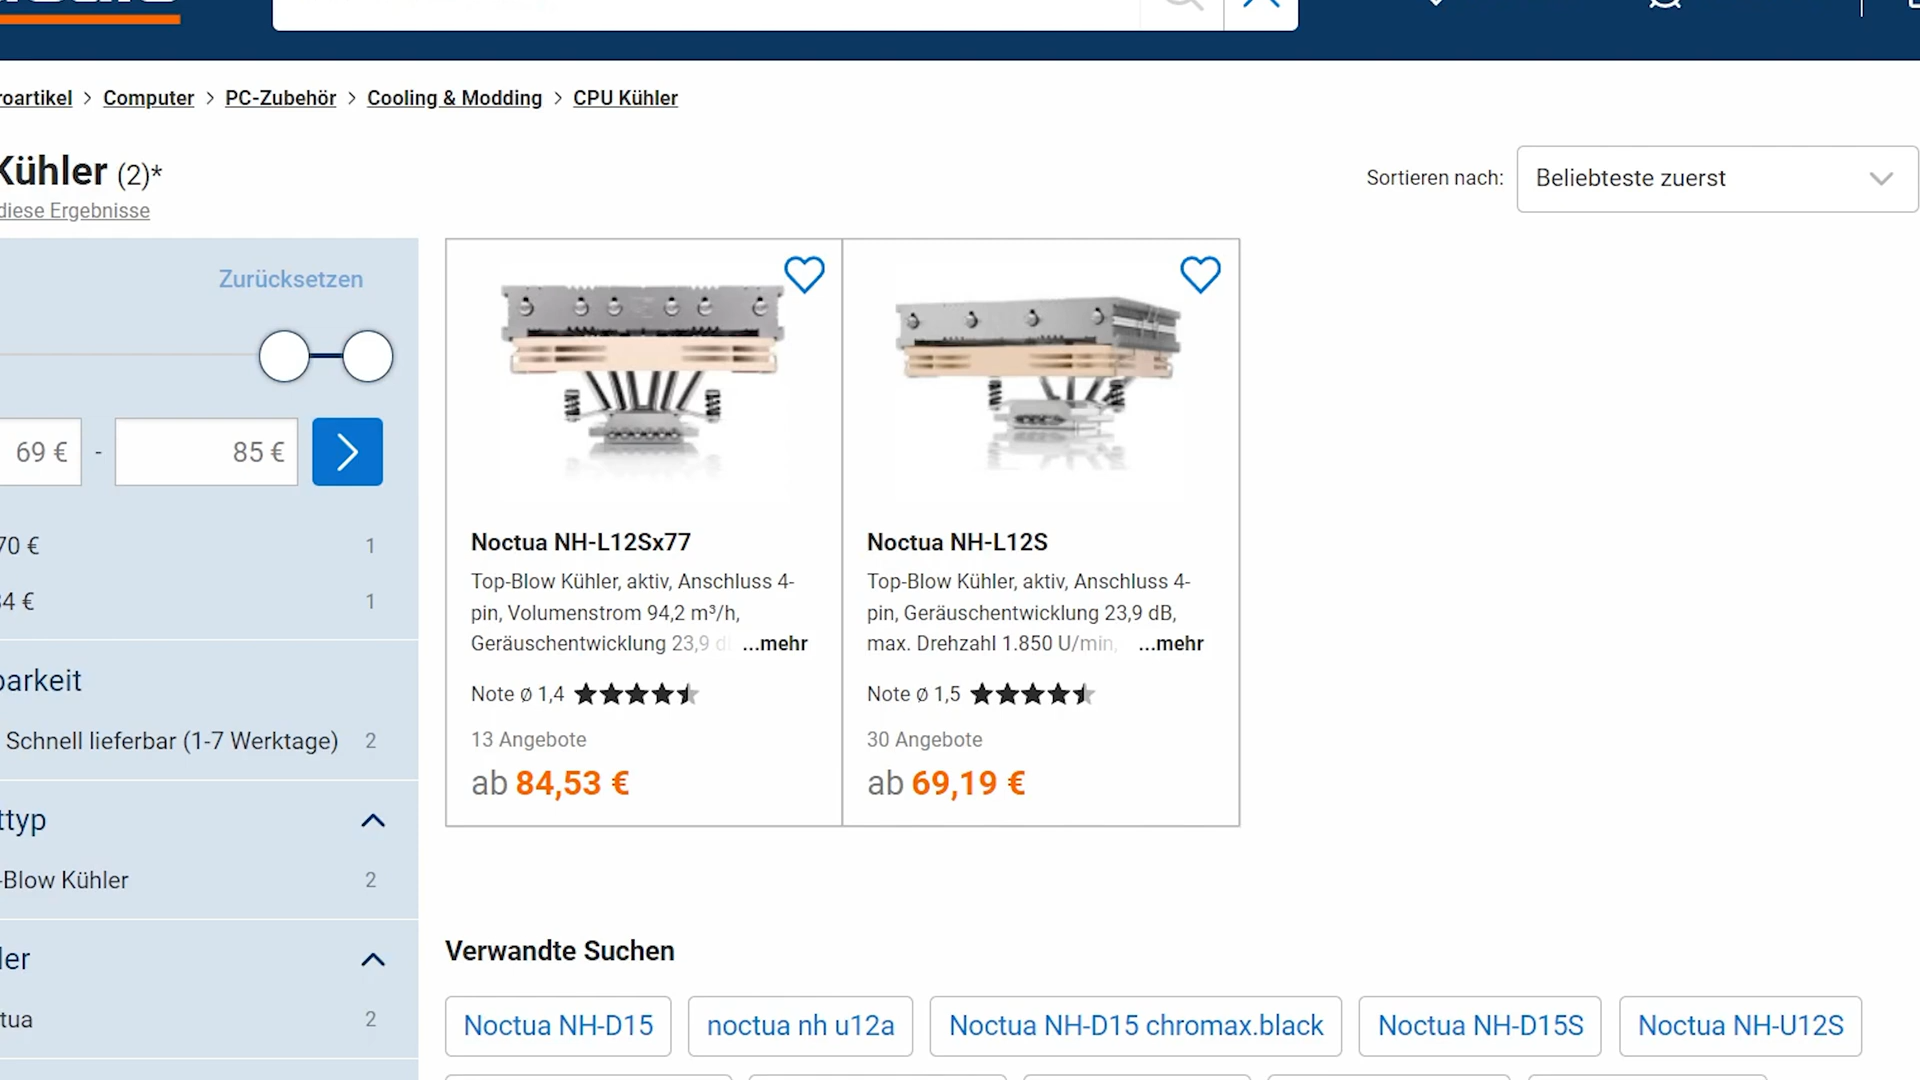 roartikel > Computer > PC-Zubehör > Cooling & Modding > CPU Kühler
Kühler (2)*
diese Ergebnisse
Sortieren nach:
Beliebteste zuerst
Zurücksetzen
69 € - 85 €
70 € 1
84 € 1
barkeit
Schnell lieferbar (1-7 Werktage) 2
ttyp
-Blow Kühler 2
ler
tua 2
Noctua NH-L12Sx77
Top-Blow Kühler, aktiv, Anschluss 4-
pin, Volumenstrom 94,2 m³/h,
Geräuschentwicklung 23,9 dB ...mehr
Note ø 1,4
13 Angebote
ab 84,53 €
Noctua NH-L12S
Top-Blow Kühler, aktiv, Anschluss 4-
pin, Geräuschentwicklung 23,9 dB,
max. Drehzahl 1.850 U/min, ...mehr
Note ø 1,5
30 Angebote
ab 69,19 €
Verwandte Suchen
Noctua NH-D15
noctua nh u12a
Noctua NH-D15 chromax.black
Noctua NH-D15S
Noctua NH-U12S